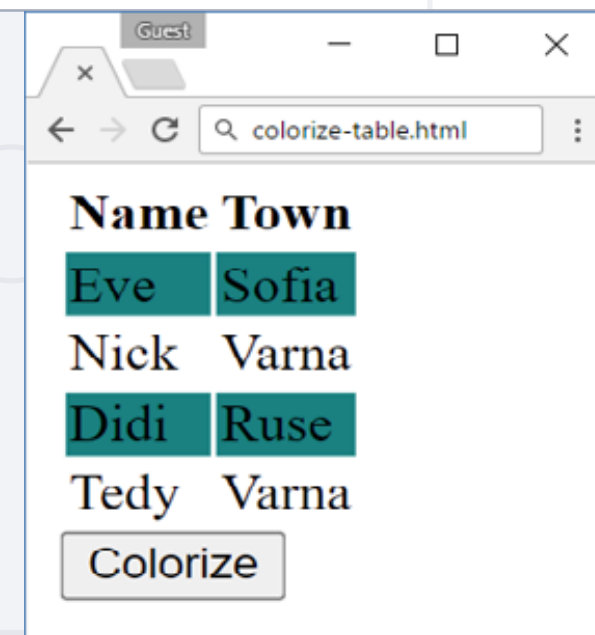 Guest
colorize-table.html
Name Town
Eve Sofia
Nick Varna
Didi Ruse
Tedy Varna
Colorize